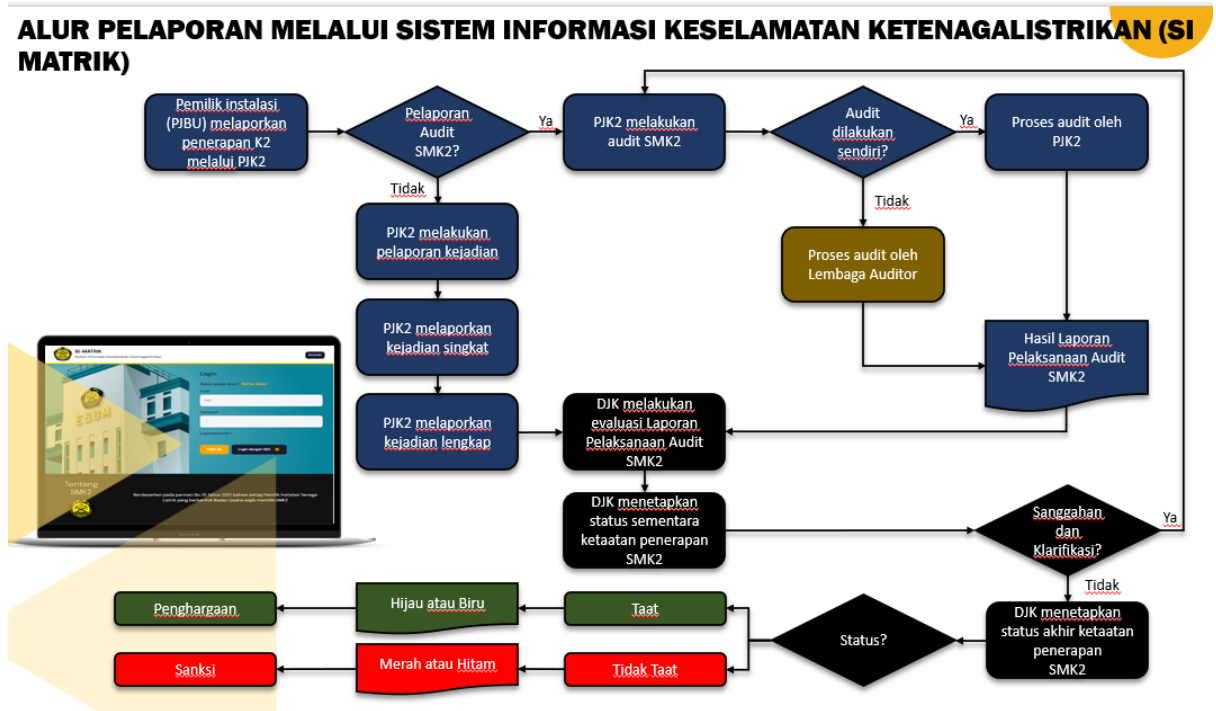 ALUR PELAPORAN MELALUI SISTEM INFORMASI KESELAMATAN KETENAGALISTRIKAN (SI
MATRIK)
Pemilik instalasi
(PJBU) melaporkan
penerapan K2
melalui PJK2
Pelaporan
Audit
SMK2?
Ya
PJK2 melakukan
audit SMK2
Audit
dilakukan
sendiri?
Ya
Proses audit oleh
PJK2
Tidak
PJK2 melakukan
pelaporan kejadian
Tidak
Proses audit oleh
Lembaga Auditor
PJK2 melaporkan
kejadian singkat
Hasil Laporan
Pelaksanaan Audit
SMK2
PJK2 melaporkan
kejadian lengkap
DJK melakukan
evaluasi Laporan
Pelaksanaan Audit
SMK2
DJK menetapkan
status sementara
ketaatan penerapan
SMK2
Sanggahan
dan
Klarifikasi?
Ya
Tidak
DJK menetapkan
status akhir ketaatan
penerapan
SMK2
Status?
Taat
Hijau atau Biru
Penghargaan
Tidak Taat
Merah atau Hitam
Sanksi
SI-MATRIK
Login
ESDM
Tentang
SMK2